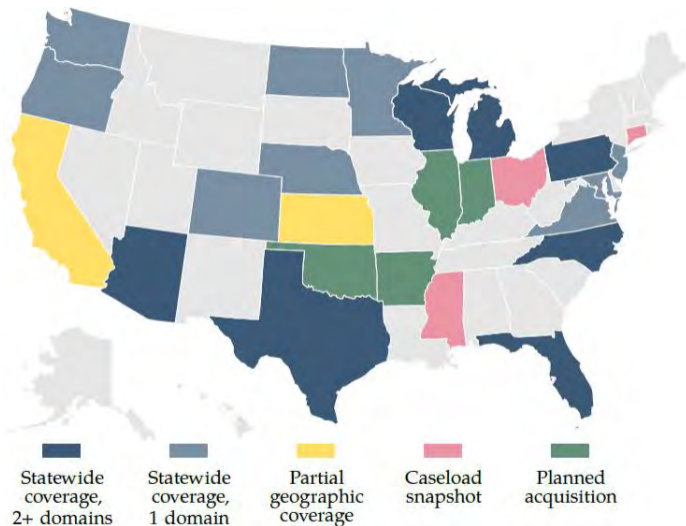 Statewide coverage, 2+ domains
Statewide coverage, 1 domain
Partial geographic coverage
Caseload snapshot
Planned acquisition